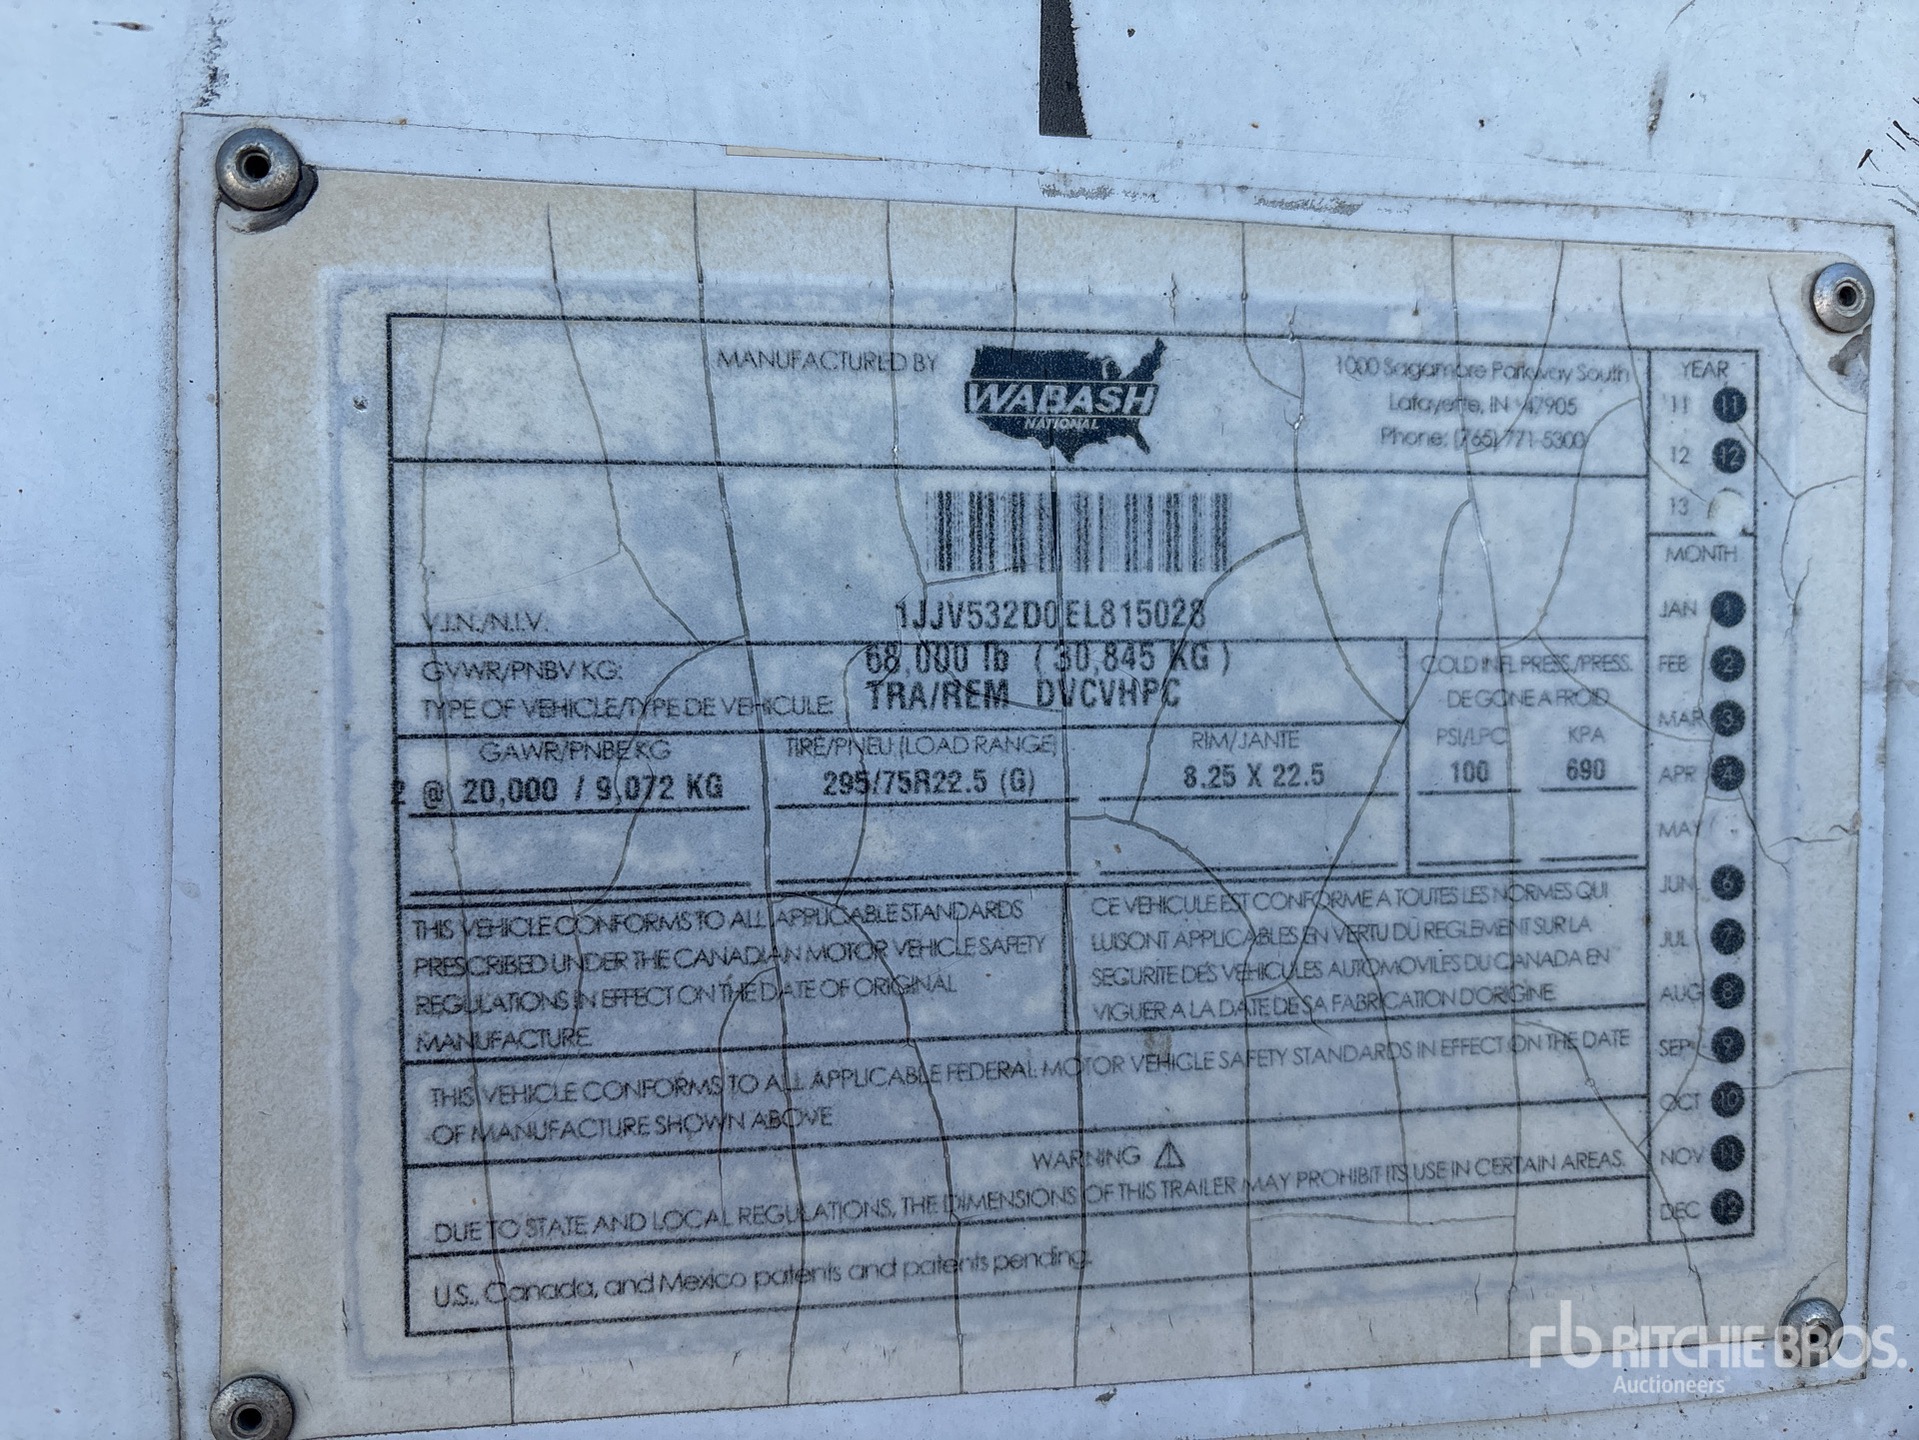 MANUFACTURED BY
WABASH
NATIONAL
1000 Sagamore Parkway South
Lafayette, IN 47905
Phone: (765) 771-5300
YEAR
11 11
12 12
13
V.I.N./N.I.V.
1JJV532D0EL815028
GVWR/PNBV KG:
68,000 lb (30,845 KG)
TYPE OF VEHICLE/TYPE DE VEHICULE:
TRA/REM DVCVHPC
COLD INFL PRESS./PRESS.
DE GONE A FROID
GAWR/PNBE KG
TIRE/PNEU (LOAD RANGE)
RIM/JANTE
PSI/LPC
KPA
2 @ 20,000 / 9,072 KG
295/75R22.5 (G)
8.25 X 22.5
100
690
THIS VEHICLE CONFORMS TO ALL APPLICABLE STANDARDS
PRESCRIBED UNDER THE CANADIAN MOTOR VEHICLE SAFETY
REGULATIONS IN EFFECT ON THE DATE OF ORIGINAL
MANUFACTURE.
CE VEHICULE EST CONFORME A TOUTES LES NORMES QUI
LUI SONT APPLICABLES EN VERTU DU REGLEMENT SUR LA
SEGURITE DES VEHICULES AUTOMOVILES DU CANADA EN
VIGUER A LA DATE DE SA FABRICATION D'ORIGINE
THIS VEHICLE CONFORMS TO ALL APPLICABLE FEDERAL MOTOR VEHICLE SAFETY STANDARDS IN EFFECT ON THE DATE
OF MANUFACTURE SHOWN ABOVE
WARNING
DUE TO STATE AND LOCAL REGULATIONS, THE DIMENSIONS OF THIS TRAILER MAY PROHIBIT ITS USE IN CERTAIN AREAS.
U.S., Canada, and Mexico patents and patents pending.
MONTH
JAN 1
FEB 2
MAR 3
APR 4
MAY
JUN 6
JUL 7
AUG 8
SEP 9
OCT 10
NOV 11
DEC 12
rb RITCHIE BROS.
Auctioneers